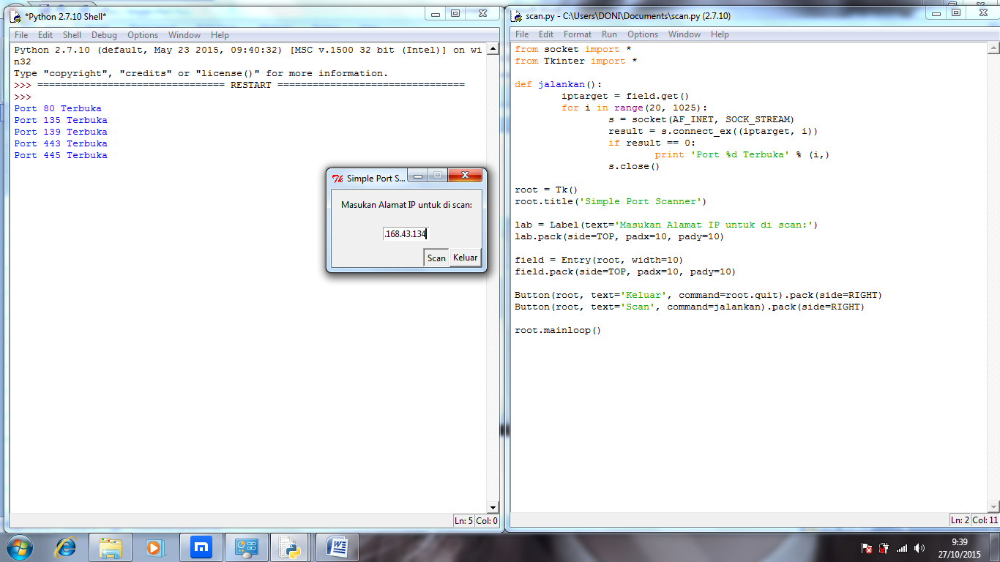 *Python 2.7.10 Shell*
File Edit Shell Debug Options Window Help
Python 2.7.10 (default, May 23 2015, 09:40:32) [MSC v.1500 32 bit (Intel)] on wi
n32
Type "copyright", "credits" or "license()" for more information.
>>> ================================ RESTART ================================
>>>
Port 80 Terbuka
Port 135 Terbuka
Port 139 Terbuka
Port 443 Terbuka
Port 445 Terbuka
Ln: 5 Col: 0
Simple Port S...
Masukan Alamat IP untuk di scan:
.168.43.134
Scan Keluar
scan.py - C:\Users\DONI\Documents\scan.py (2.7.10)
File Edit Format Run Options Window Help
from socket import *
from Tkinter import *
def jalankan():
        iptarget = field.get()
        for i in range(20, 1025):
                s = socket(AF_INET, SOCK_STREAM)
                result = s.connect_ex((iptarget, i))
                if result == 0:
                        print 'Port %d Terbuka' % (i,)
                s.close()
root = Tk()
root.title('Simple Port Scanner')
lab = Label(text='Masukan Alamat IP untuk di scan:')
lab.pack(side=TOP, padx=10, pady=10)
field = Entry(root, width=10)
field.pack(side=TOP, padx=10, pady=10)
Button(root, text='Keluar', command=root.quit).pack(side=RIGHT)
Button(root, text='Scan', command=jalankan).pack(side=RIGHT)
root.mainloop()
Ln: 2 Col: 11
9:39
27/10/2015